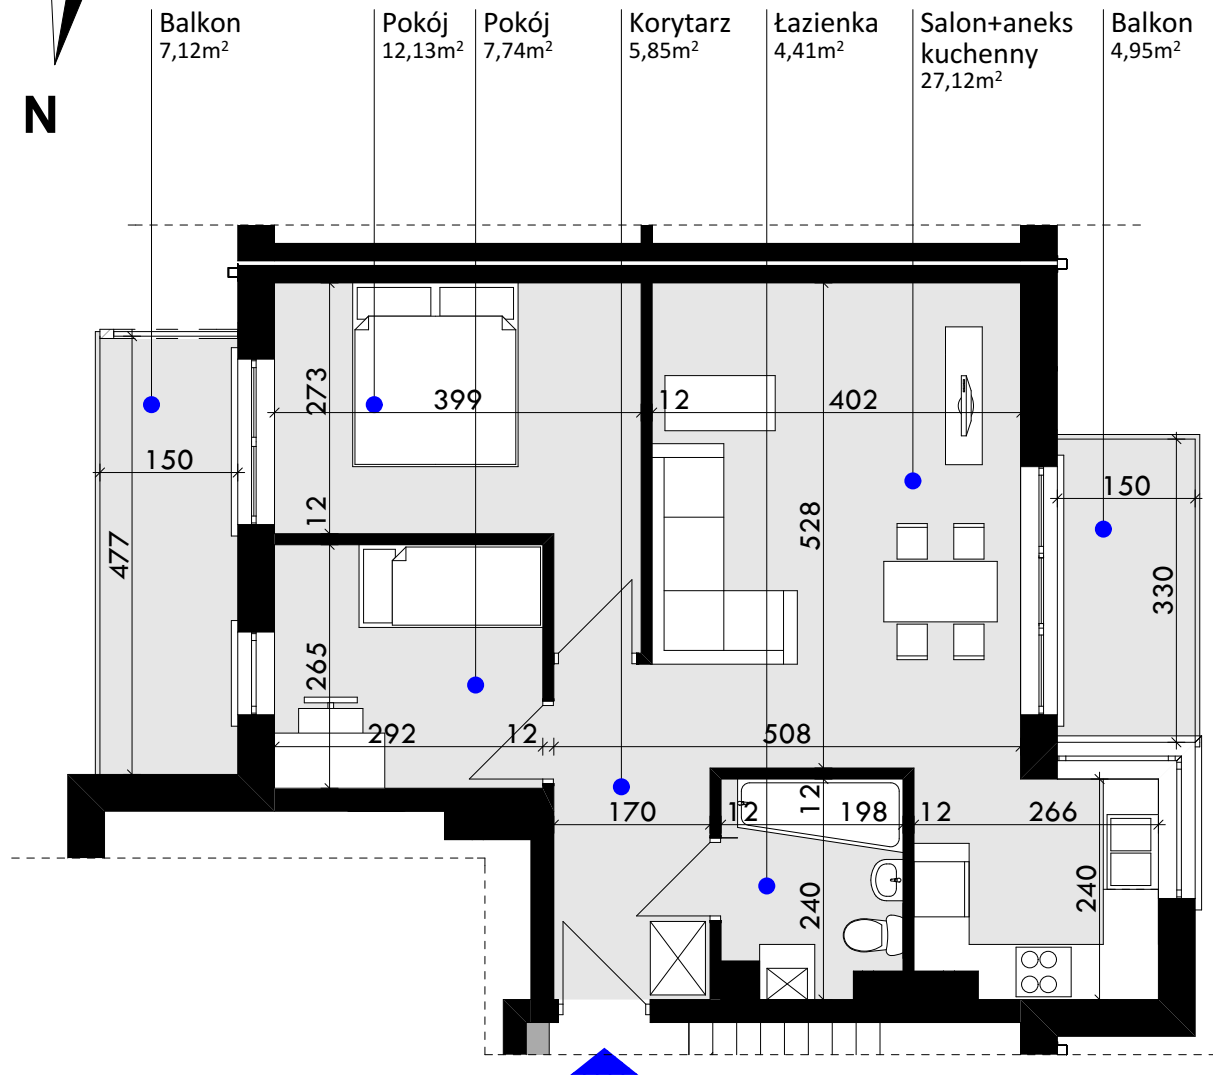 Balkon
7,12m²
Pokój
12,13m²
Pokój
7,74m²
Korytarz
5,85m²
Łazienka
4,41m²
Salon+aneks
kuchenny
27,12m²
Balkon
4,95m²
N
273
399
12
402
150
12
477
528
150
330
265
292
12
508
170
12
12
198
12
266
240
240